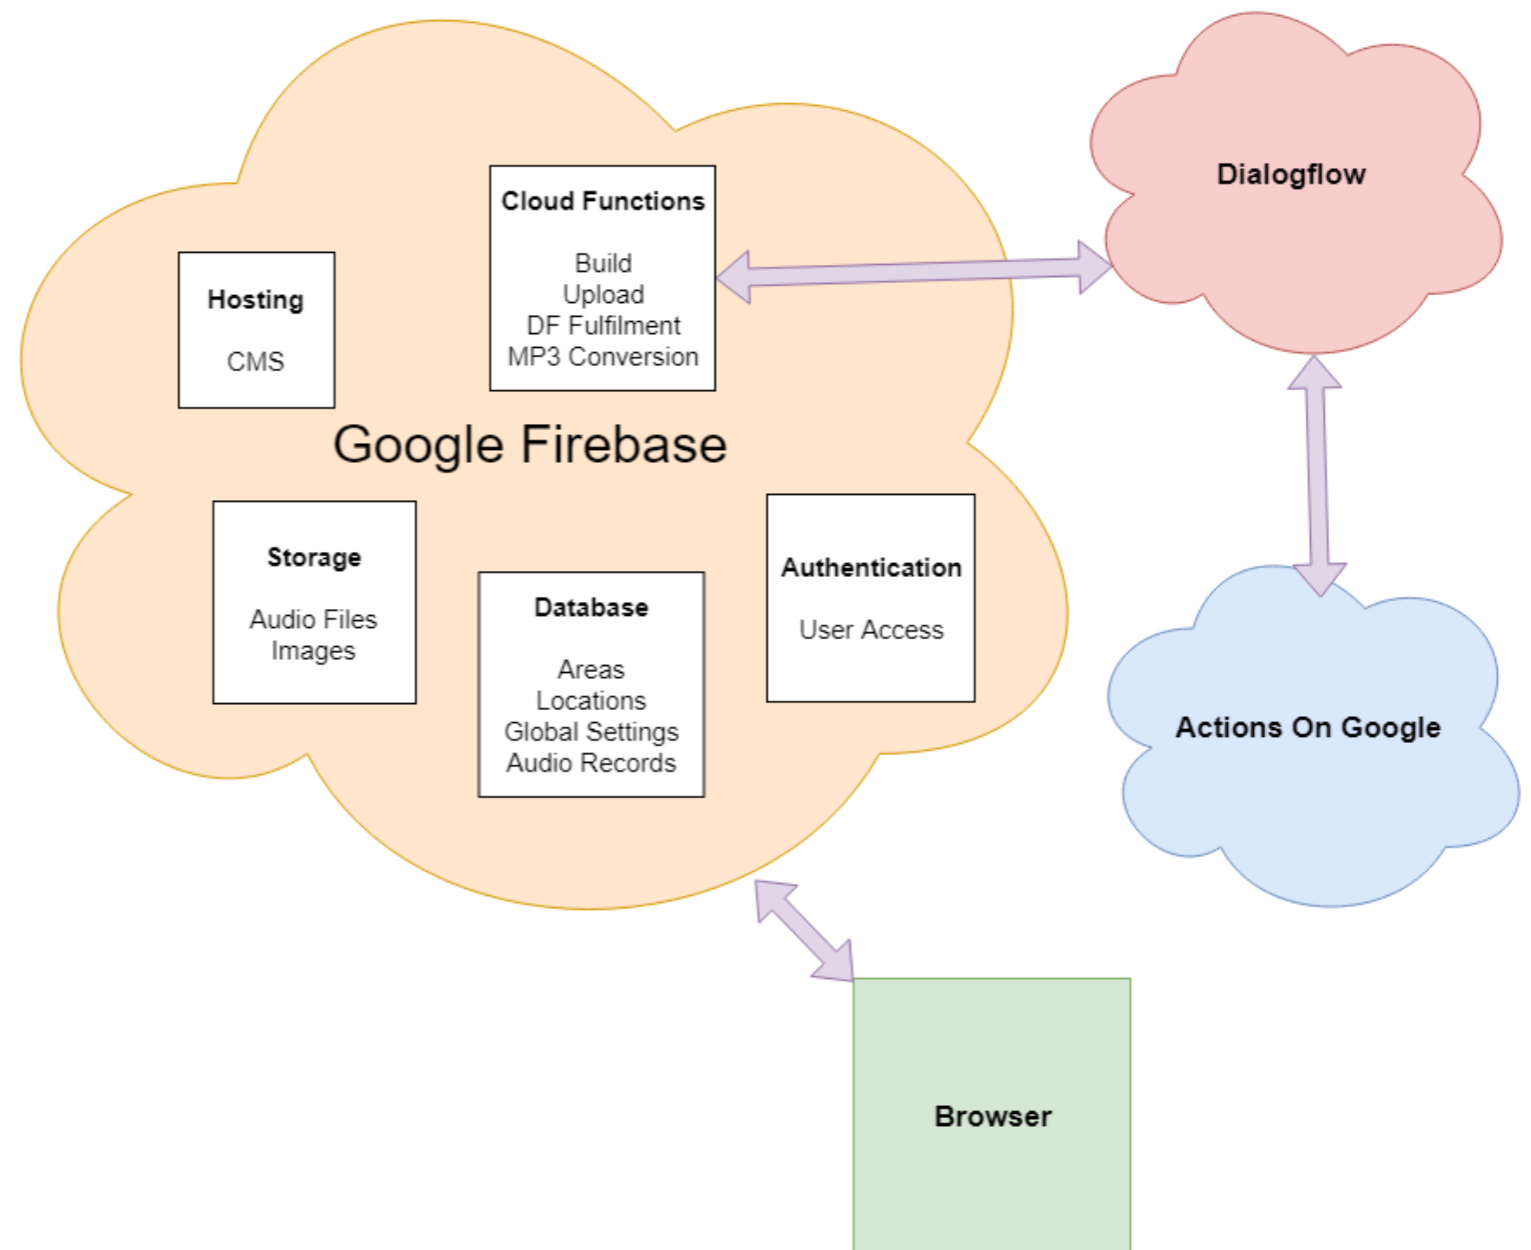 Cloud Functions
Build
Upload
DF Fulfilment
MP3 Conversion
Hosting
CMS
Google Firebase
Storage
Audio Files
Images
Database
Areas
Locations
Global Settings
Audio Records
Authentication
User Access
Dialogflow
Actions On Google
Browser